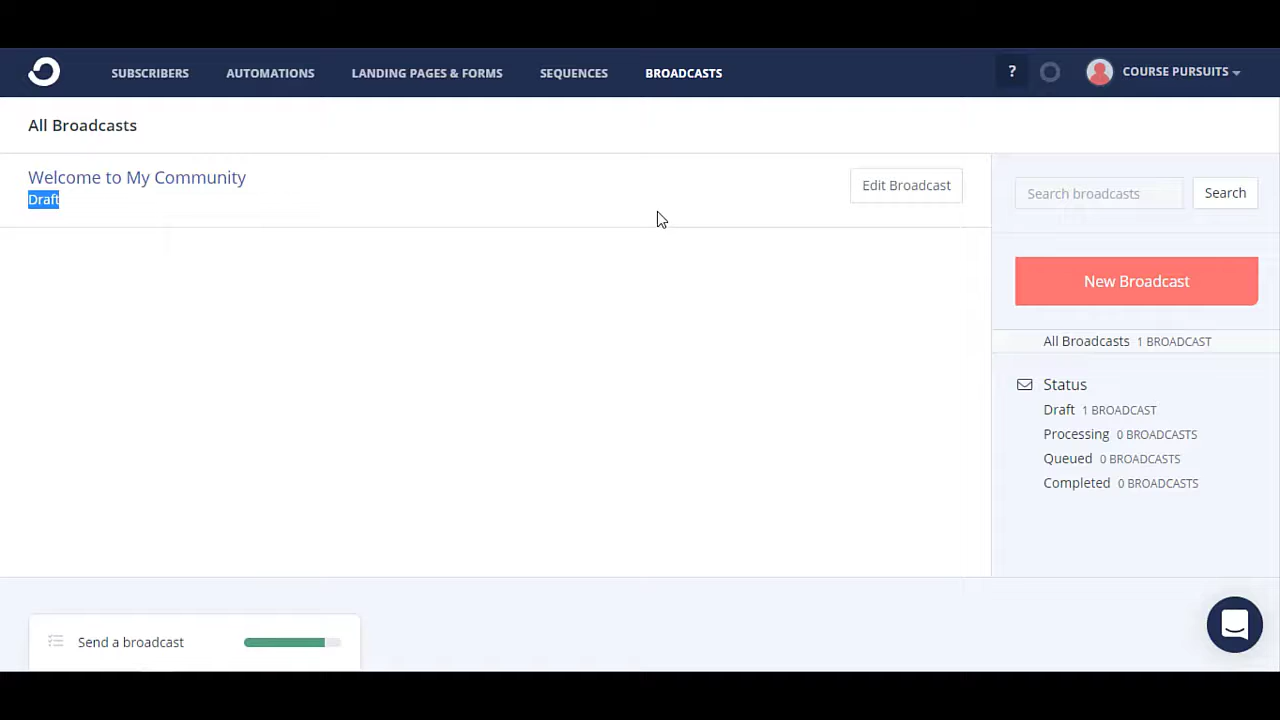 SUBSCRIBERS AUTOMATIONS LANDING PAGES & FORMS SEQUENCES BROADCASTS ? COURSE PURSUITS
All Broadcasts
Welcome to My Community
Draft
Edit Broadcast
Search broadcasts Search
New Broadcast
All Broadcasts 1 BROADCAST
Status
Draft 1 BROADCAST
Processing 0 BROADCASTS
Queued 0 BROADCASTS
Completed 0 BROADCASTS
Send a broadcast